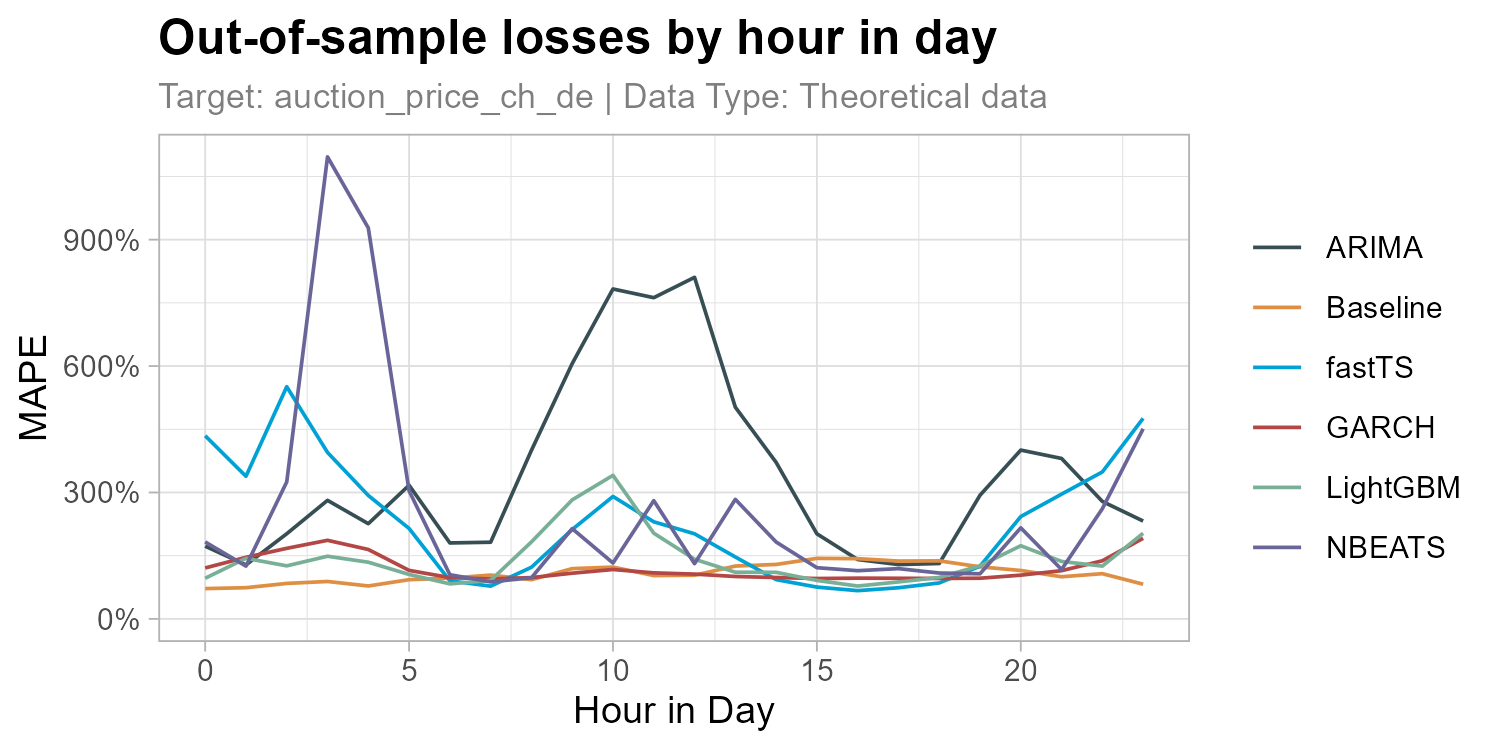 Out-of-sample losses by hour in day
Target: auction_price_ch_de | Data Type: Theoretical data
MAPE
900%
600%
300%
0%
0 5 10 15 20
Hour in Day
ARIMA
Baseline
fastTS
GARCH
LightGBM
NBEATS